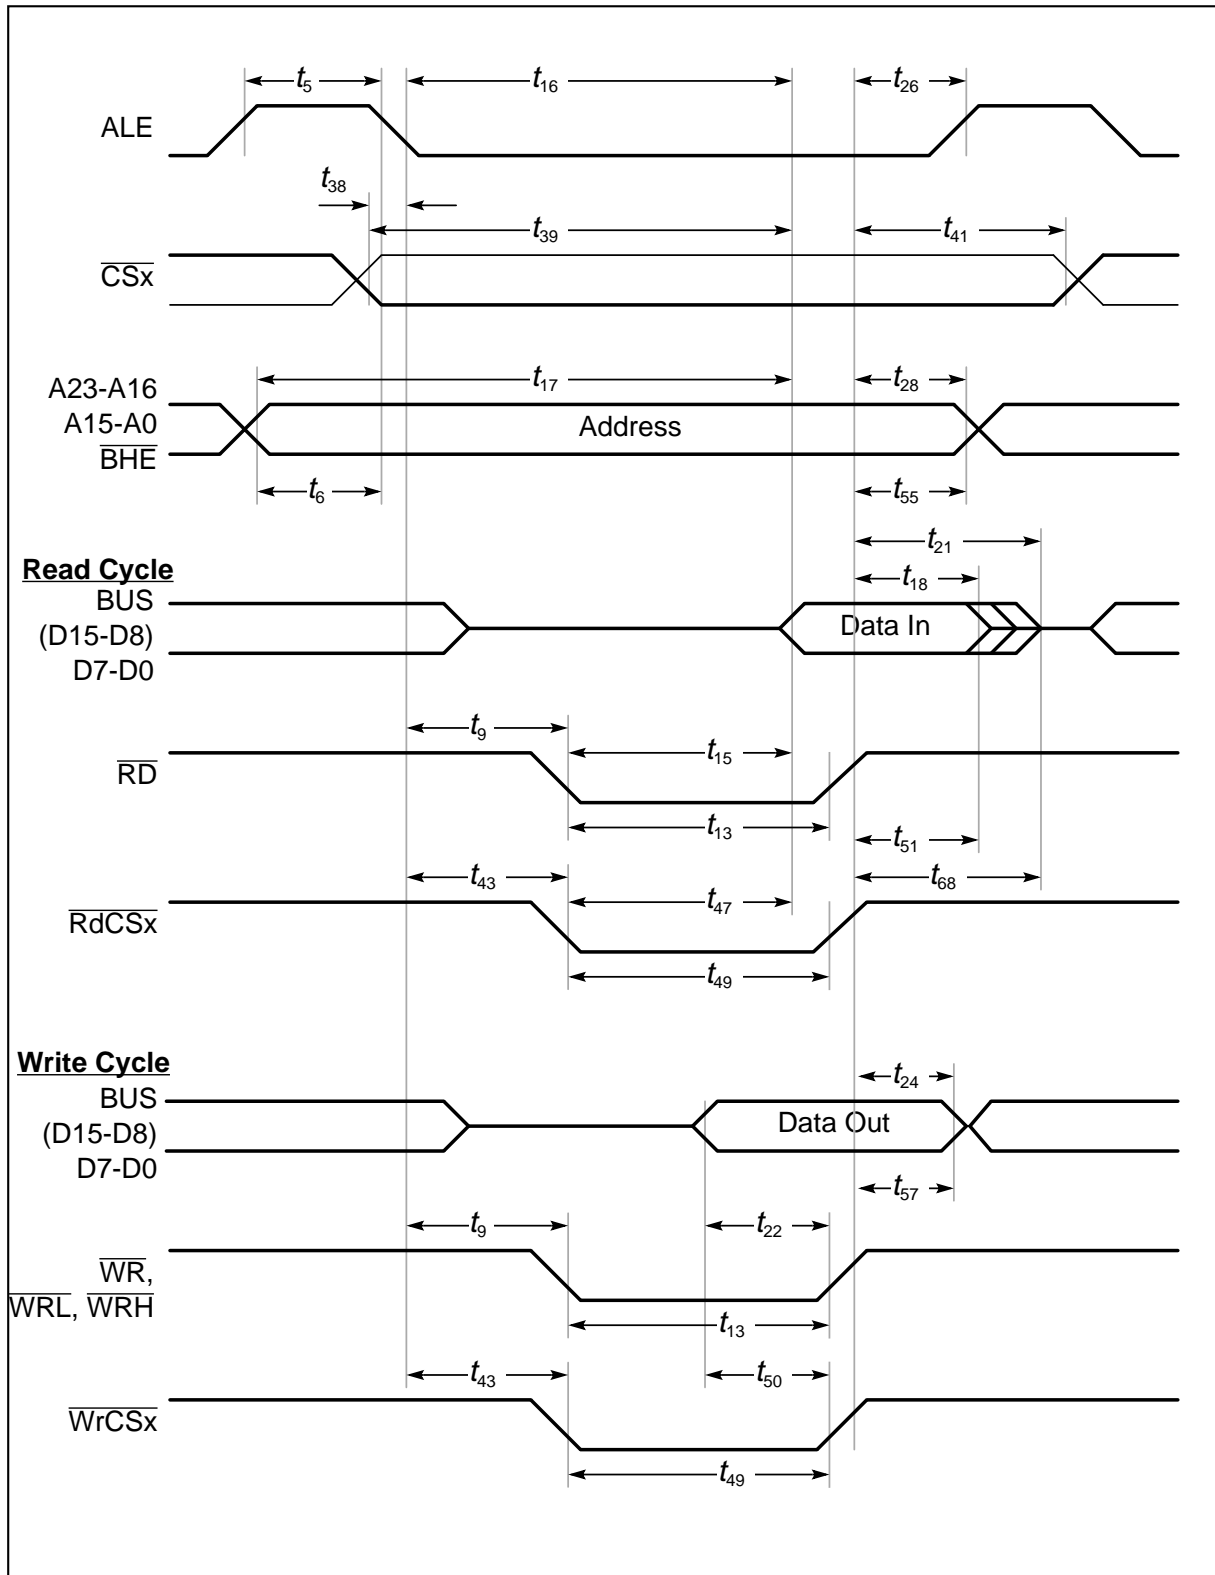 t5 t16 t26
ALE
t38
t39 t41
CSx
t17 t28
A23-A16
A15-A0
BHE
Address
t6 t55
t21
Read Cycle
t18
BUS
(D15-D8)
D7-D0
Data In
t9
t15
RD
t13
t51
t43 t68
t47
RdCSx
t49
Write Cycle
t24
BUS
(D15-D8)
D7-D0
Data Out
t57
t9 t22
WR,
WRL, WRH
t13
t43 t50
WrCSx
t49